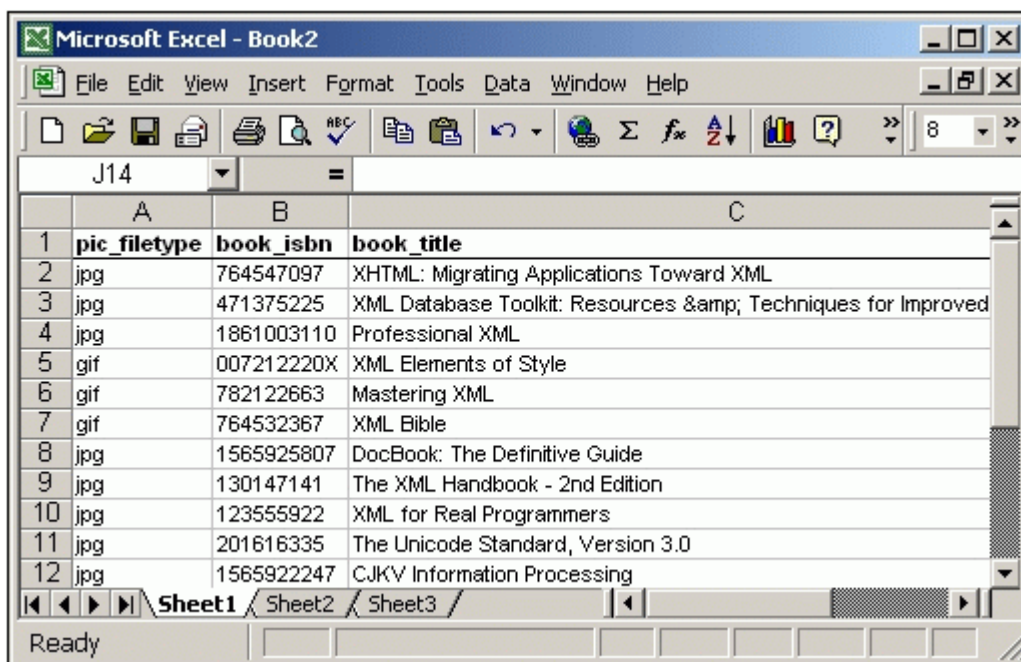 Microsoft Excel - Book2
File Edit View Insert Format Tools Data Window Help
ABC Σ fx A Z ? » 8 »
J14 =
A B C
1 pic_filetype book_isbn book_title
2 jpg 764547097 XHTML: Migrating Applications Toward XML
3 jpg 471375225 XML Database Toolkit: Resources &amp; Techniques for Improved
4 jpg 1861003110 Professional XML
5 gif 007212220X XML Elements of Style
6 gif 782122663 Mastering XML
7 gif 764532367 XML Bible
8 jpg 1565925807 DocBook: The Definitive Guide
9 jpg 130147141 The XML Handbook - 2nd Edition
10 jpg 123555922 XML for Real Programmers
11 jpg 201616335 The Unicode Standard, Version 3.0
12 jpg 1565922247 CJKV Information Processing
Sheet1 Sheet2 Sheet3
Ready